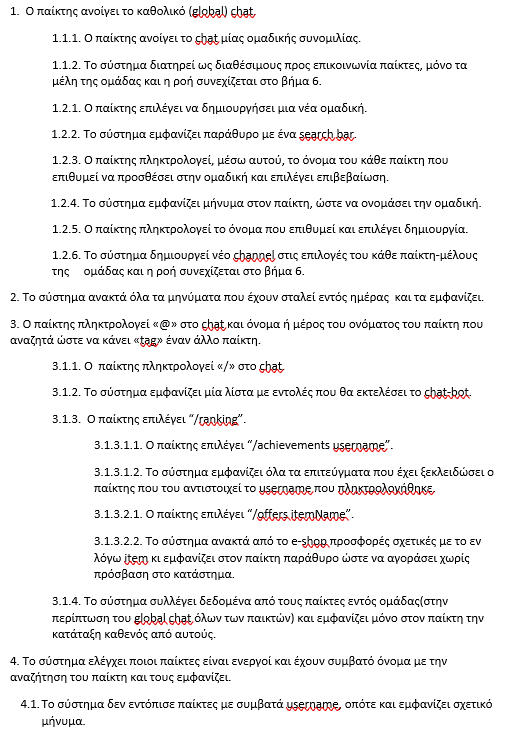 1. Ο παίκτης ανοίγει το καθολικό (global) chat.
1.1.1. Ο παίκτης ανοίγει το chat μίας ομαδικής συνομιλίας.
1.1.2. Το σύστημα διατηρεί ως διαθέσιμους προς επικοινωνία παίκτες, μόνο τα
μέλη της ομάδας και η ροή συνεχίζεται στο βήμα 6.
1.2.1. Ο παίκτης επιλέγει να δημιουργήσει μια νέα ομαδική.
1.2.2. Το σύστημα εμφανίζει παράθυρο με ένα search bar.
1.2.3. Ο παίκτης πληκτρολογεί, μέσω αυτού, το όνομα του κάθε παίκτη που
επιθυμεί να προσθέσει στην ομαδική και επιλέγει επιβεβαίωση.
1.2.4. Το σύστημα εμφανίζει μήνυμα στον παίκτη, ώστε να ονομάσει την ομαδική.
1.2.5. Ο παίκτης πληκτρολογεί το όνομα που επιθυμεί και επιλέγει δημιουργία.
1.2.6. Το σύστημα δημιουργεί νέο channel στις επιλογές του κάθε παίκτη-μέλους
της ομάδας και η ροή συνεχίζεται στο βήμα 6.
2. Το σύστημα ανακτά όλα τα μηνύματα που έχουν σταλεί εντός ημέρας και τα εμφανίζει.
3. Ο παίκτης πληκτρολογεί «@» στο chat και όνομα ή μέρος του ονόματος του παίκτη που
αναζητά ώστε να κάνει «tag» έναν άλλο παίκτη.
3.1.1. Ο παίκτης πληκτρολογεί «/» στο chat.
3.1.2. Το σύστημα εμφανίζει μία λίστα με εντολές που θα εκτελέσει το chat-bot.
3.1.3. Ο παίκτης επιλέγει “/ranking”.
3.1.3.1.1. Ο παίκτης επιλέγει “/achievements username”.
3.1.3.1.2. Το σύστημα εμφανίζει όλα τα επιτεύγματα που έχει ξεκλειδώσει ο
παίκτης που του αντιστοιχεί το username που πληκτρολογήθηκε.
3.1.3.2.1. Ο παίκτης επιλέγει “/offers itemName”.
3.1.3.2.2. Το σύστημα ανακτά από το e-shop προσφορές σχετικές με το εν
λόγω item κι εμφανίζει στον παίκτη παράθυρο ώστε να αγοράσει χωρίς
πρόσβαση στο κατάστημα.
3.1.4. Το σύστημα συλλέγει δεδομένα από τους παίκτες εντός ομάδας(στην
περίπτωση του global chat όλων των παικτών) και εμφανίζει μόνο στον παίκτη την
κατάταξη καθενός από αυτούς.
4. Το σύστημα ελέγχει ποιοι παίκτες είναι ενεργοί και έχουν συμβατό όνομα με την
αναζήτηση του παίκτη και τους εμφανίζει.
4.1. Το σύστημα δεν εντόπισε παίκτες με συμβατά username, οπότε και εμφανίζει σχετικό
μήνυμα.